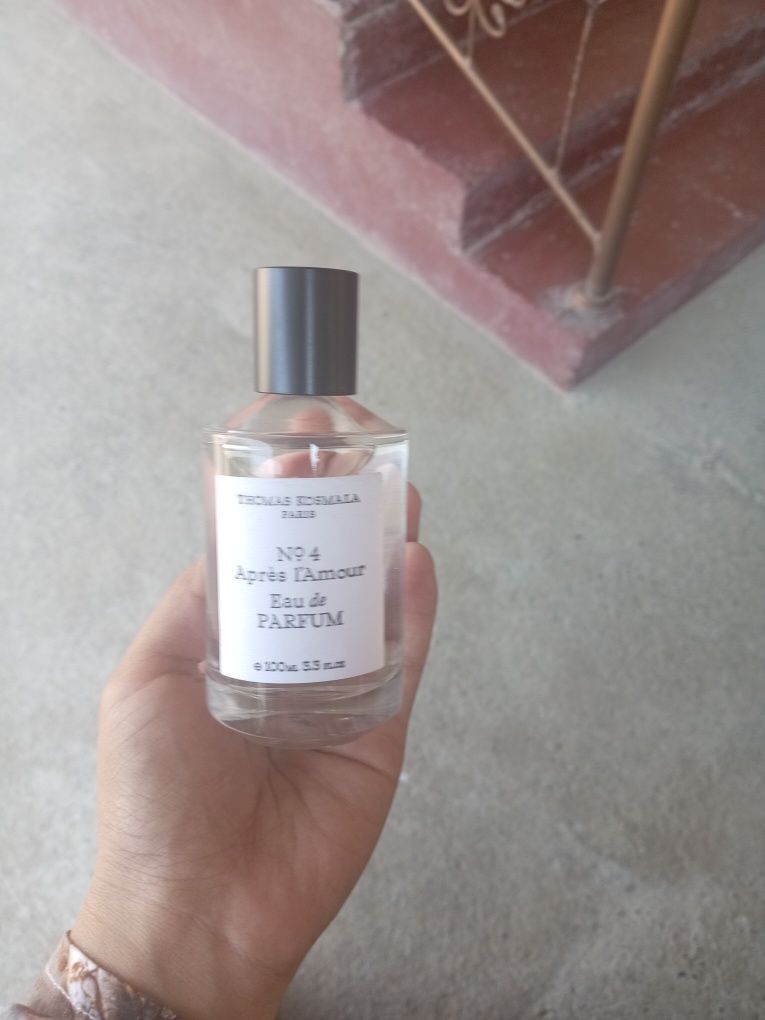 THOMAS KOSMALA
PARIS
Nº 4
Après l'Amour
Eau de
PARFUM
e 100ml 3.3 fl.oz